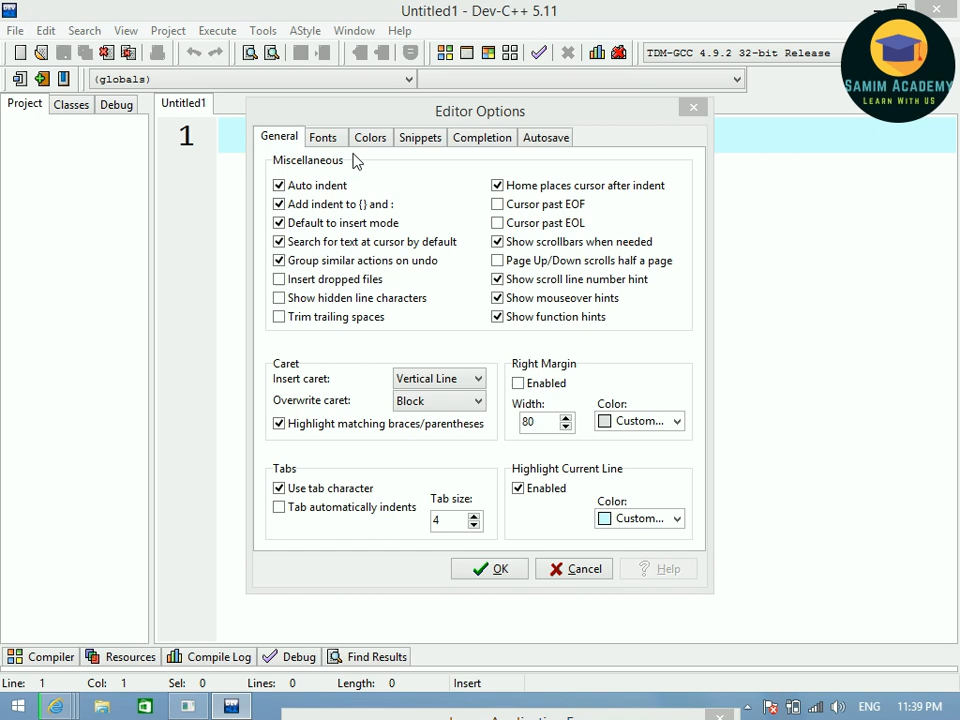 Untitled1 - Dev-C++ 5.11
File Edit Search View Project Execute Tools AStyle Window Help
TDM-GCC 4.9.2 32-bit Release
(globals)
SAMIM ACADEMY
LEARN WITH US
Project Classes Debug Untitled1
1
Editor Options
General Fonts Colors Snippets Completion Autosave
Miscellaneous
Auto indent
Add indent to {} and :
Default to insert mode
Search for text at cursor by default
Group similar actions on undo
Insert dropped files
Show hidden line characters
Trim trailing spaces
Home places cursor after indent
Cursor past EOF
Cursor past EOL
Show scrollbars when needed
Page Up/Down scrolls half a page
Show scroll line number hint
Show mouseover hints
Show function hints
Caret
Insert caret: Vertical Line
Overwrite caret: Block
Highlight matching braces/parentheses
Right Margin
Enabled
Width: Color:
80 Custom...
Tabs
Use tab character
Tab automatically indents
Tab size:
4
Highlight Current Line
Enabled
Color:
Custom...
OK Cancel Help
Compiler Resources Compile Log Debug Find Results
Line: 1 Col: 1 Sel: 0 Lines: 0 Length: 0 Insert
ENG 11:39 PM